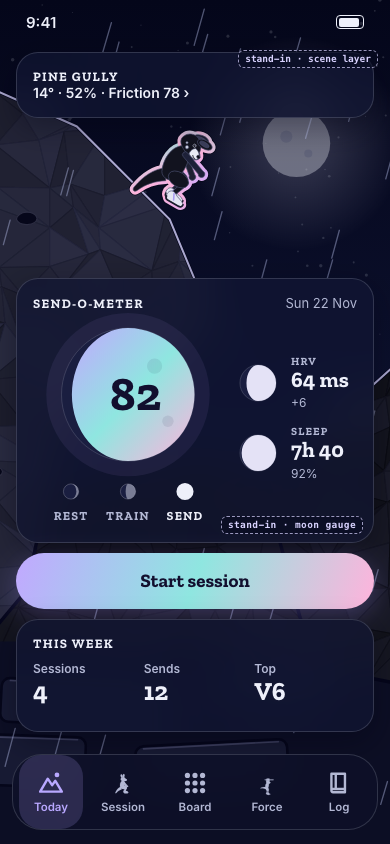 9:41
stand-in · scene layer
PINE GULLY
14° · 52% · Friction 78 ›
SEND-O-METER
Sun 22 Nov
82
HRV
64 ms
+6
SLEEP
7h 40
92%
REST
TRAIN
SEND
stand-in · moon gauge
Start session
THIS WEEK
Sessions
Sends
Top
4
12
V6
Today
Session
Board
Force
Log